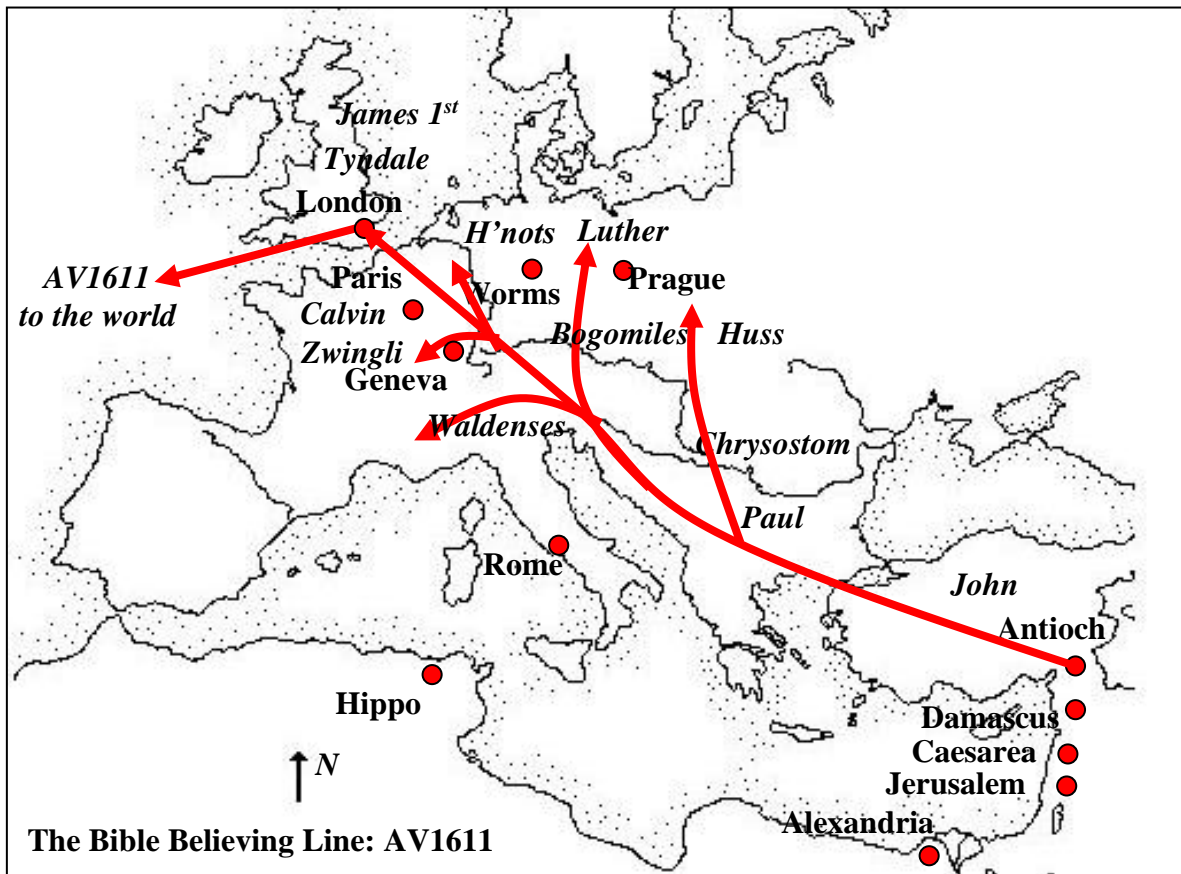 James 1st
Tyndale
London
H'nots Luther
AV1611
to the world
Paris
Worms
Prague
Calvin
Bogomiles Huss
Zwingli
Geneva
Waldenses
Chrysostom
Paul
Rome
John
Antioch
Hippo
Damascus
Caesarea
N
Jerusalem
Alexandria
The Bible Believing Line: AV1611